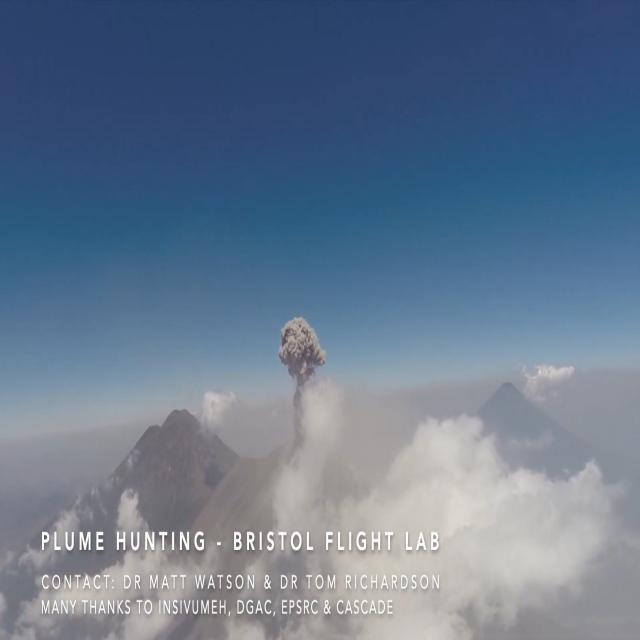 PLUME HUNTING - BRISTOL FLIGHT LAB
CONTACT: DR MATT WATSON & DR TOM RICHARDSON
MANY THANKS TO INSIVUMEH, DGAC, EPSRC & CASCADE